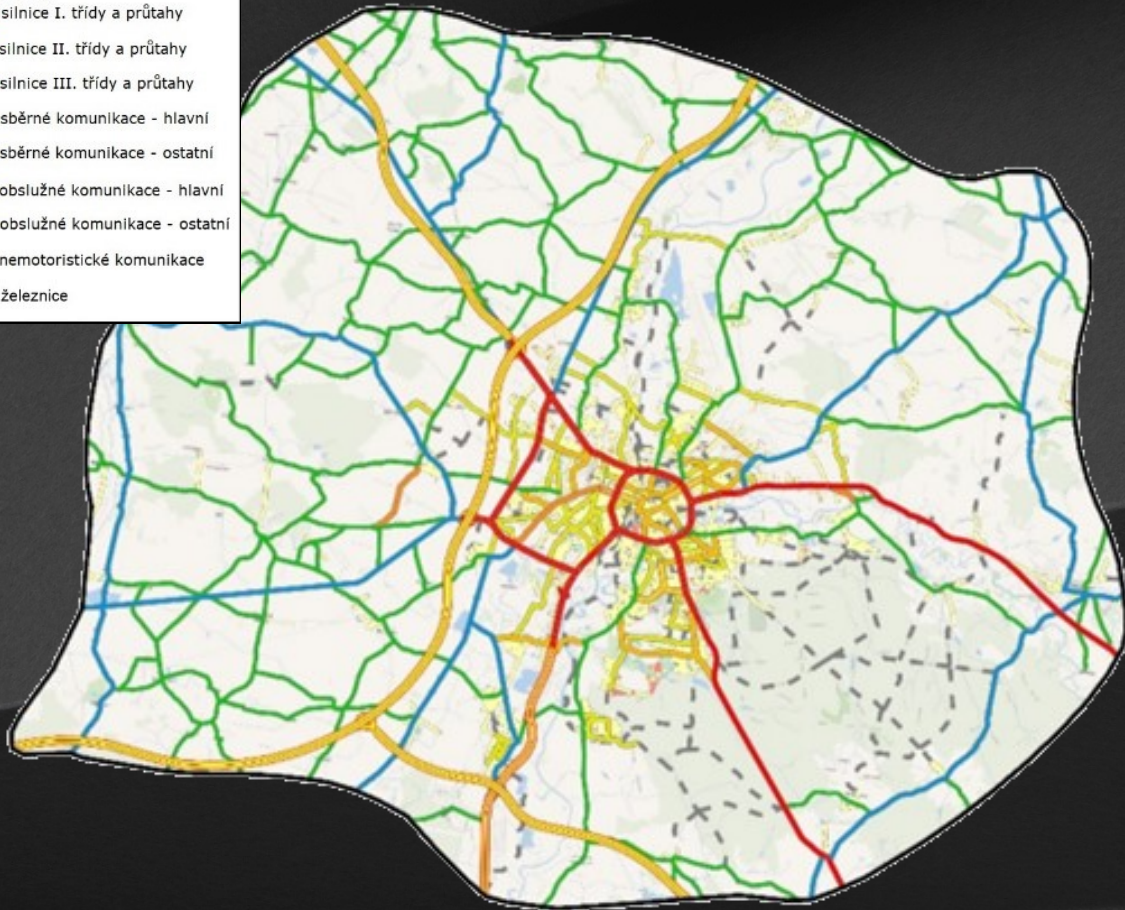 silnice I. třídy a průtahy
silnice II. třídy a průtahy
silnice III. třídy a průtahy
sběrné komunikace - hlavní
sběrné komunikace - ostatní
obslužné komunikace - hlavní
obslužné komunikace - ostatní
nemotoristické komunikace
železnice